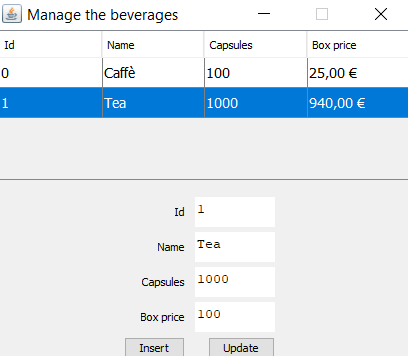 Manage the beverages
Id Name Capsules Box price
0 Caffè 100 25,00 €
1 Tea 1000 940,00 €
Id 1
Name Tea
Capsules 1000
Box price 100
Insert Update